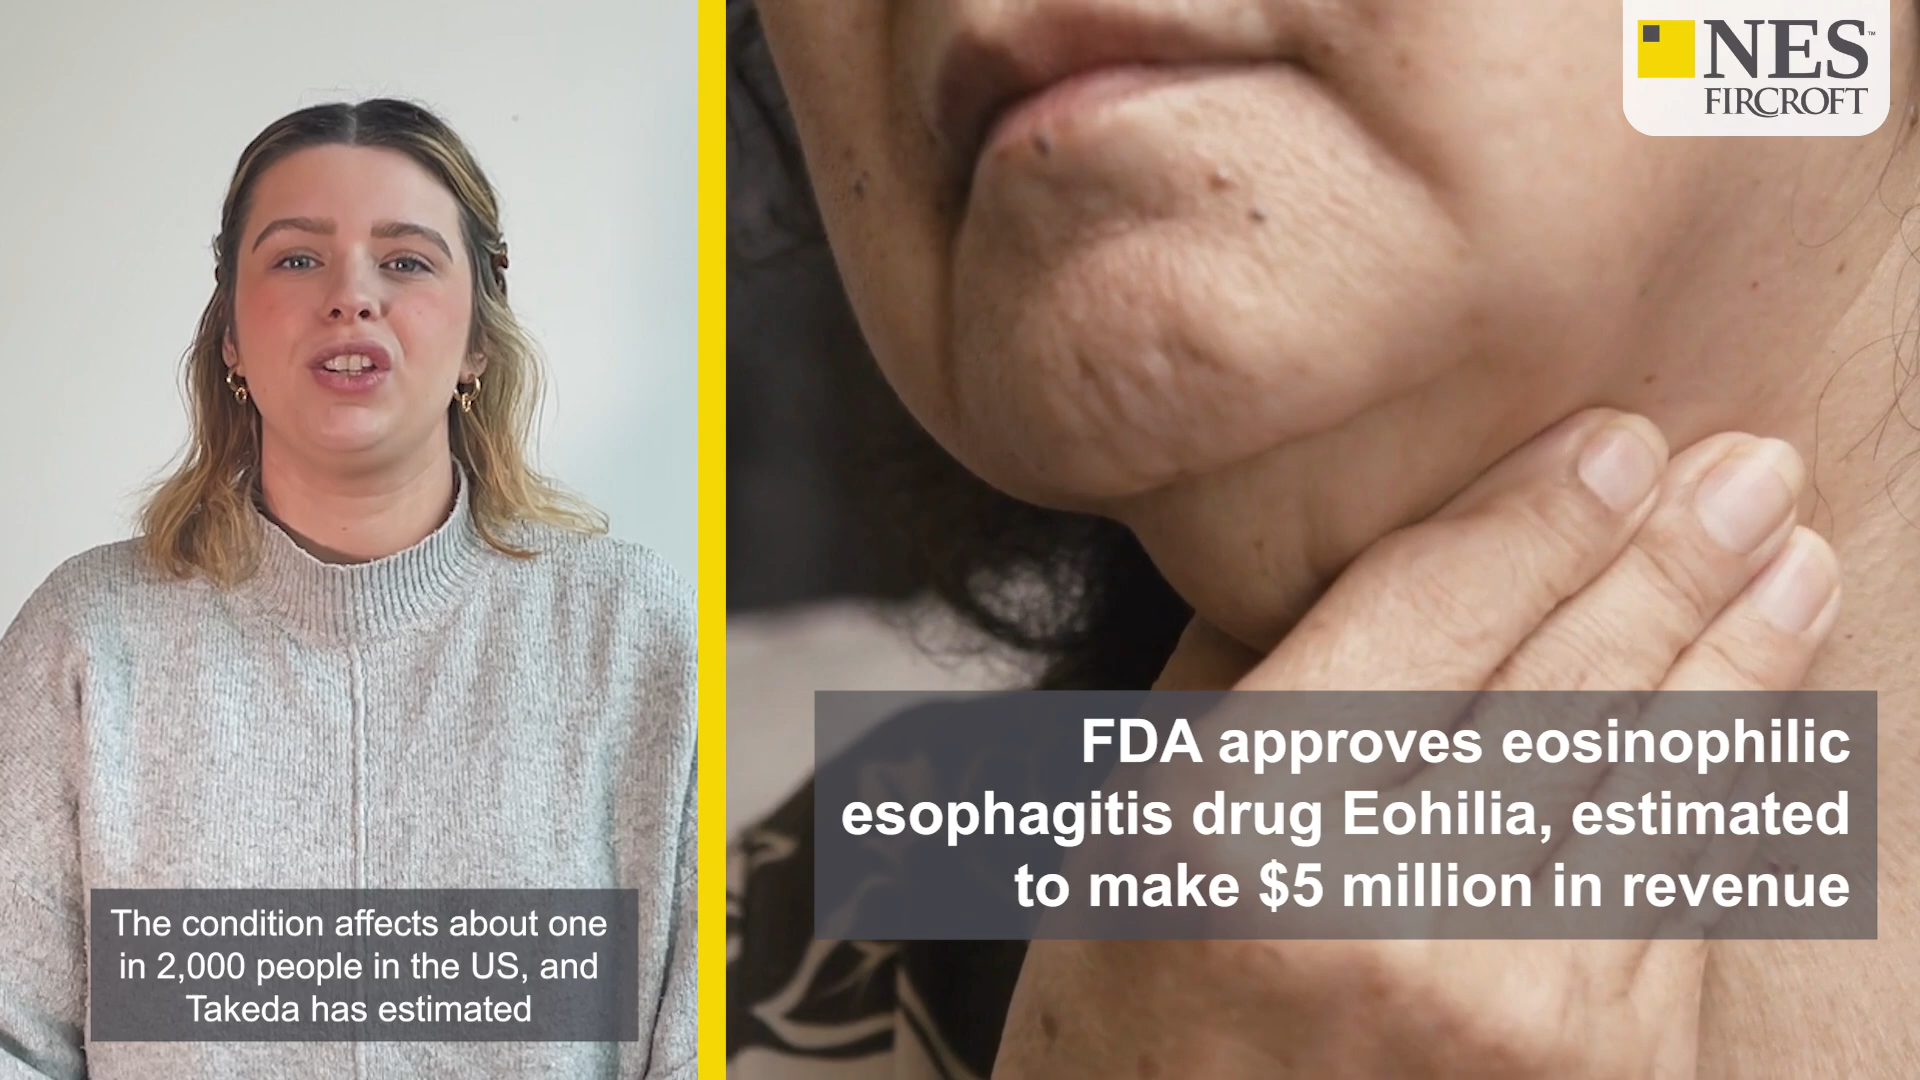 NES™
FIRCROFT
FDA approves eosinophilic
esophagitis drug Eohilia, estimated
to make $5 million in revenue
The condition affects about one
in 2,000 people in the US, and
Takeda has estimated